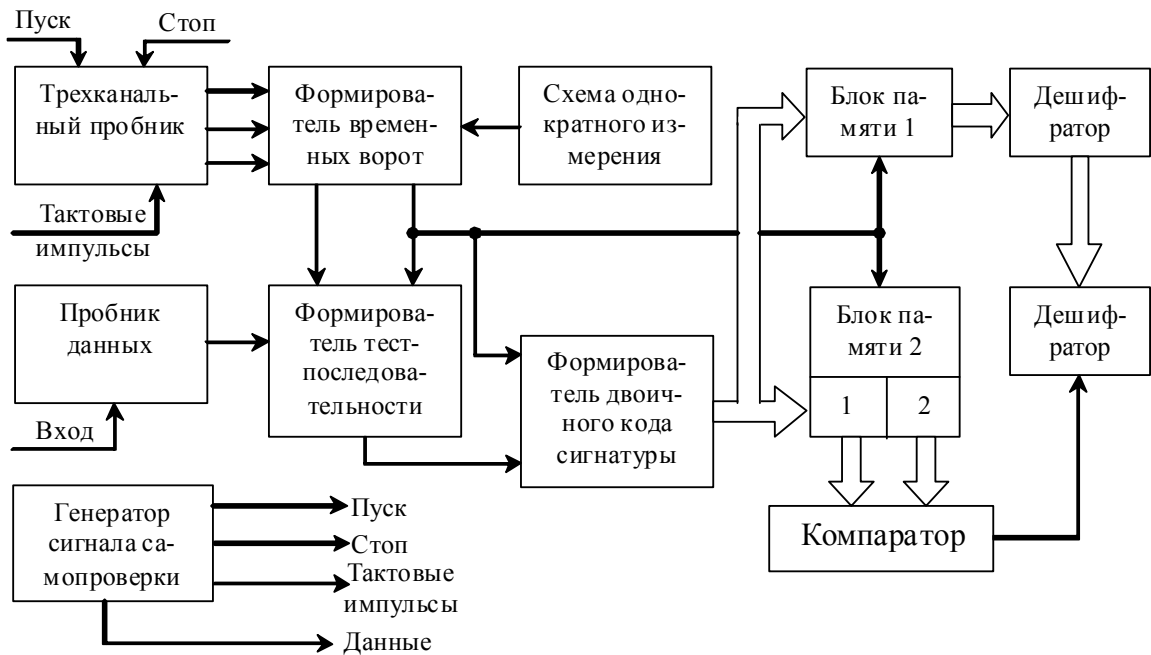 Пуск
Стоп
Трехканаль-
ный пробник
Формирова-
тель времен-
ных ворот
Схема одно-
кратного из-
мерения
Блок па-
мяти 1
Дешиф-
ратор
Тактовые
импульсы
Пробник
данных
Формирова-
тель тест-
последова-
тельности
Формирова-
тель двоич-
ного кода
сигнатуры
Блок па-
мяти 2
1
2
Дешиф-
ратор
Вход
Генератор
сигнала са-
мопроверки
Пуск
Стоп
Тактовые
импульсы
Данные
Компаратор